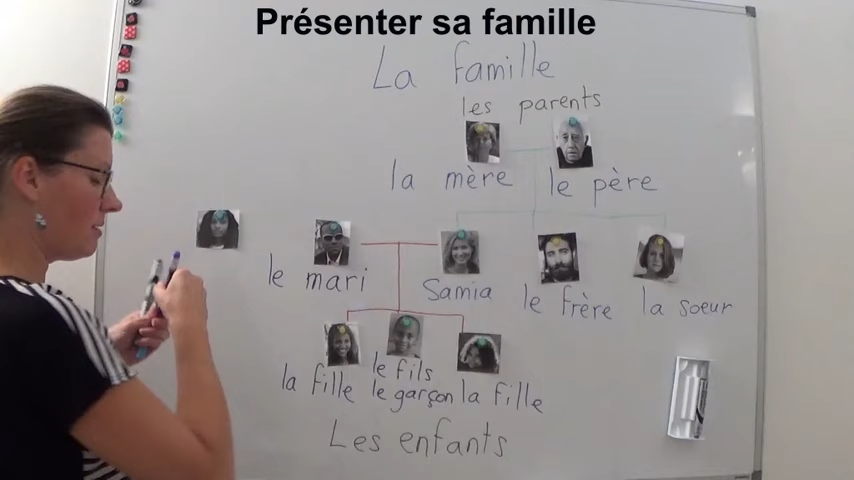 Présenter sa famille
La famille
les parents
la mère
le père
le mari
Samia
le frère
la soeur
la fille
le fils
le garçon
la fille
Les enfants